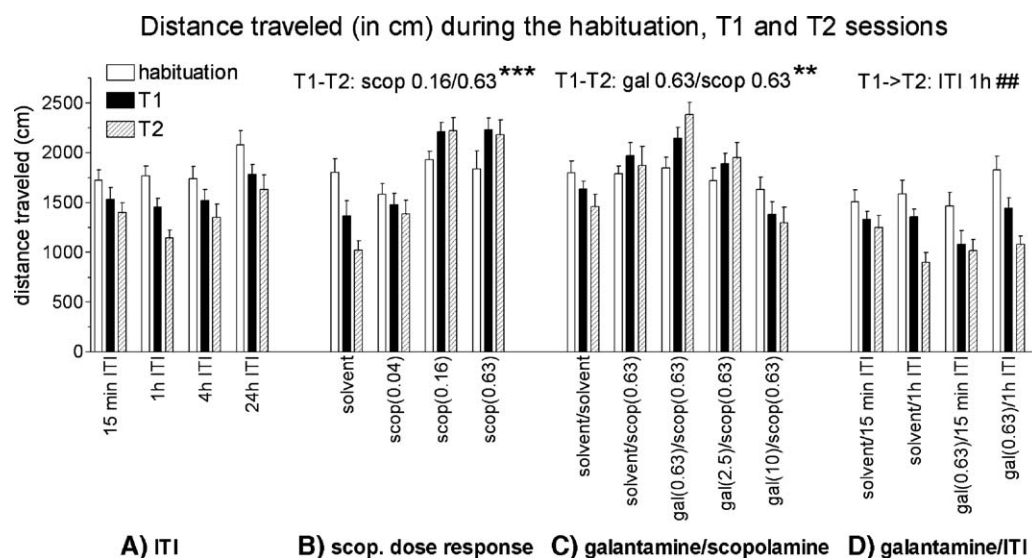 Distance traveled (in cm) during the habituation, T1 and T2 sessions
habituation
T1
T2
T1-T2: scop 0.16/0.63***
T1-T2: gal 0.63/scop 0.63**
T1->T2: ITI 1h ##
distance traveled (cm)
2500
2000
1500
1000
500
0
15 min ITI
1h ITI
4h ITI
24h ITI
solvent
scop(0.04)
scop(0.16)
scop(0.63)
solvent/solvent
solvent/scop(0.63)
gal(0.63)/scop(0.63)
gal(2.5)/scop(0.63)
gal(10)/scop(0.63)
solvent/15 min ITI
solvent/1h ITI
gal(0.63)/15 min ITI
gal(0.63)/1h ITI
A) ITI
B) scop. dose response
C) galantamine/scopolamine
D) galantamine/ITI